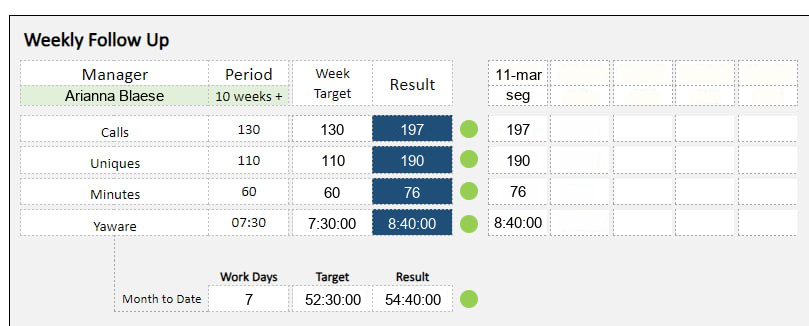 Weekly Follow Up
Manager Period Week Target Result 11-mar
Arianna Blaese 10 weeks + seg
Calls 130 130 197 197
Uniques 110 110 190 190
Minutes 60 60 76 76
Yaware 07:30 7:30:00 8:40:00 8:40:00
Work Days Target Result
Month to Date 7 52:30:00 54:40:00